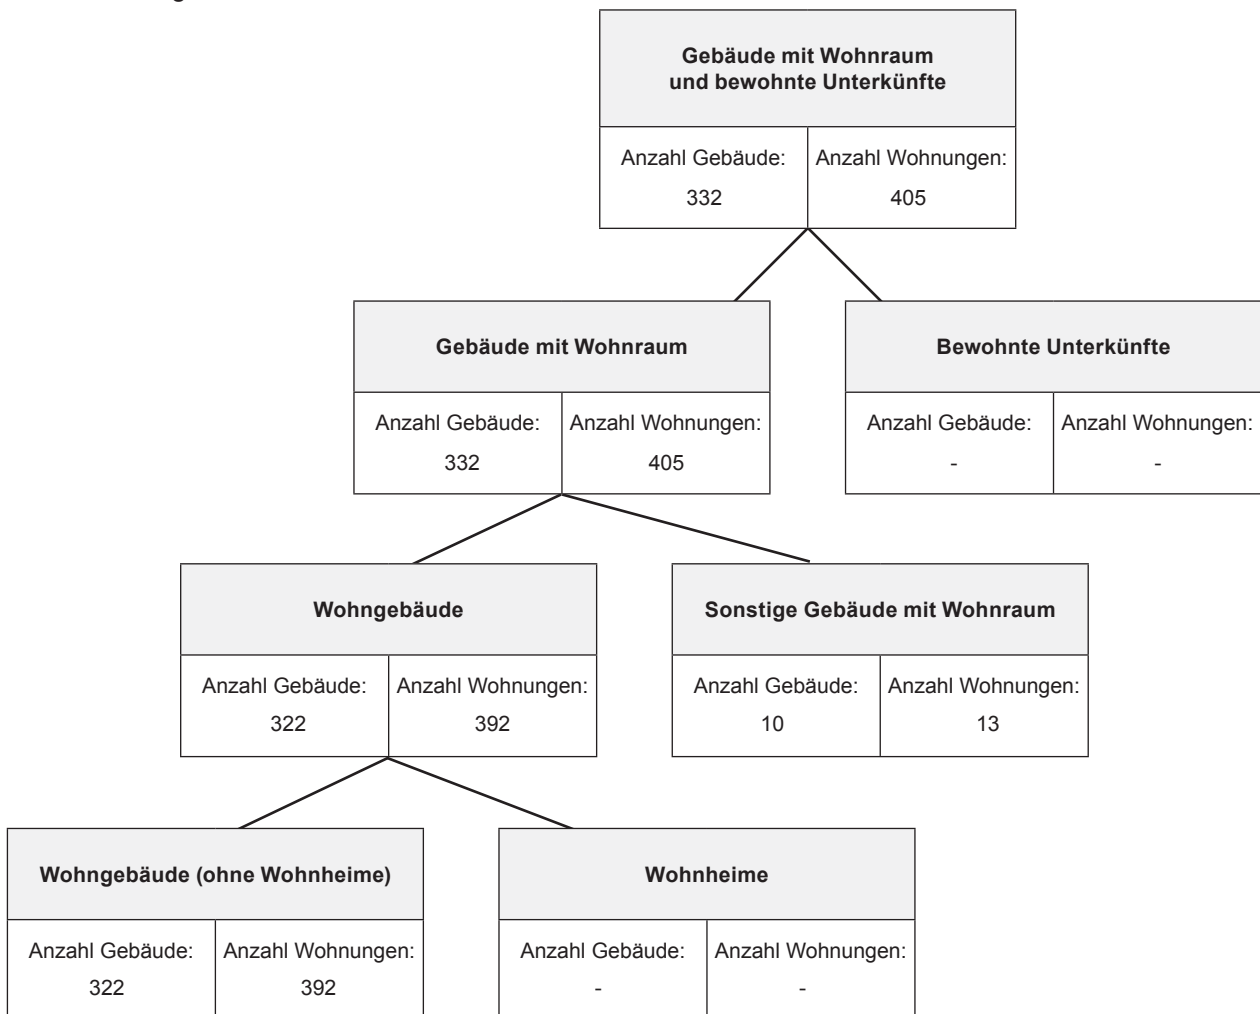 Gebäude mit Wohnraum
und bewohnte Unterkünfte
Anzahl Gebäude: Anzahl Wohnungen:
332 405
Gebäude mit Wohnraum
Bewohnte Unterkünfte
Anzahl Gebäude: Anzahl Wohnungen:
332 405
Anzahl Gebäude: Anzahl Wohnungen:
- -
Wohngebäude
Sonstige Gebäude mit Wohnraum
Anzahl Gebäude: Anzahl Wohnungen:
322 392
Anzahl Gebäude: Anzahl Wohnungen:
10 13
Wohngebäude (ohne Wohnheime)
Wohnheime
Anzahl Gebäude: Anzahl Wohnungen:
322 392
Anzahl Gebäude: Anzahl Wohnungen:
- -